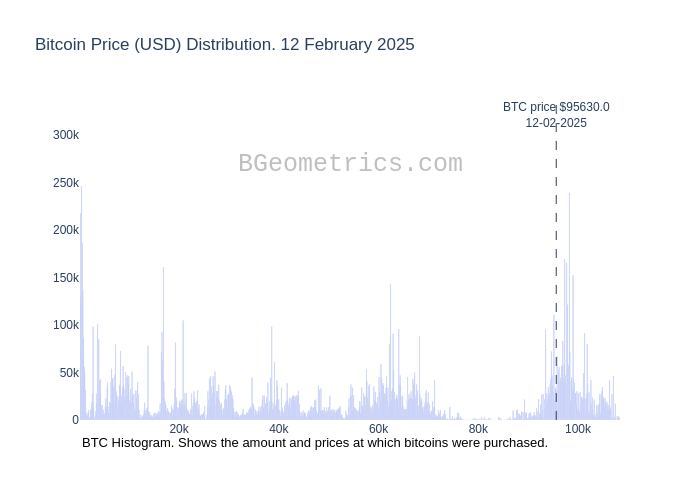 Bitcoin Price (USD) Distribution. 12 February 2025
BTC price $95630.0
12-02-2025
300k
BGeometrics.com
250k
200k
150k
100k
50k
0
20k 40k 60k 80k 100k
BTC Histogram. Shows the amount and prices at which bitcoins were purchased.